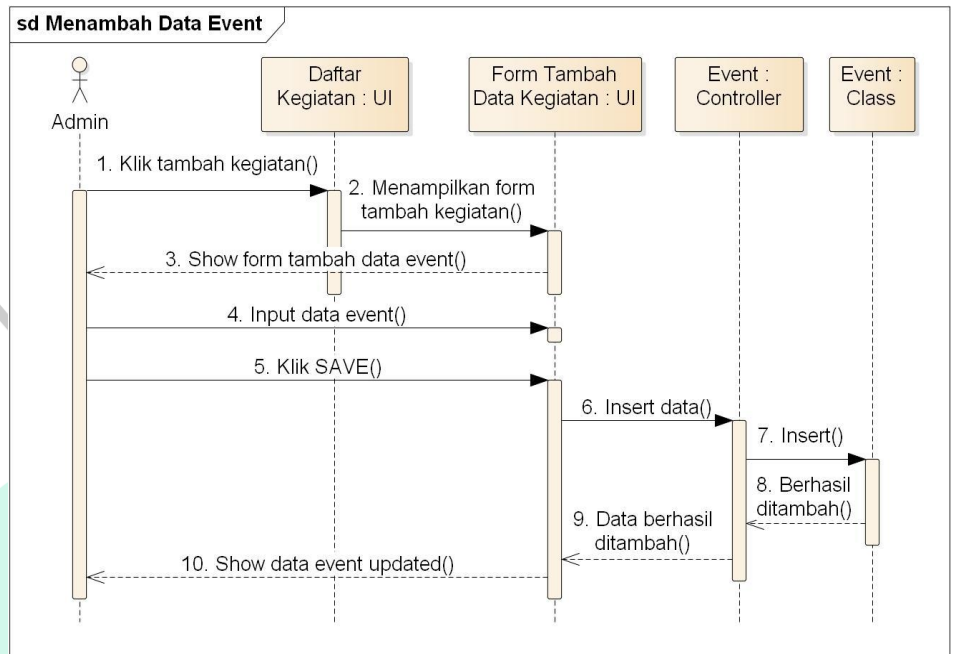 sd Menambah Data Event
Admin
Daftar
Kegiatan : UI
Form Tambah
Data Kegiatan : UI
Event :
Controller
Event :
Class
1. Klik tambah kegiatan()
2. Menampilkan form
tambah kegiatan()
3. Show form tambah data event()
4. Input data event()
5. Klik SAVE()
6. Insert data()
7. Insert()
8. Berhasil
ditambah()
9. Data berhasil
ditambah()
10. Show data event updated()